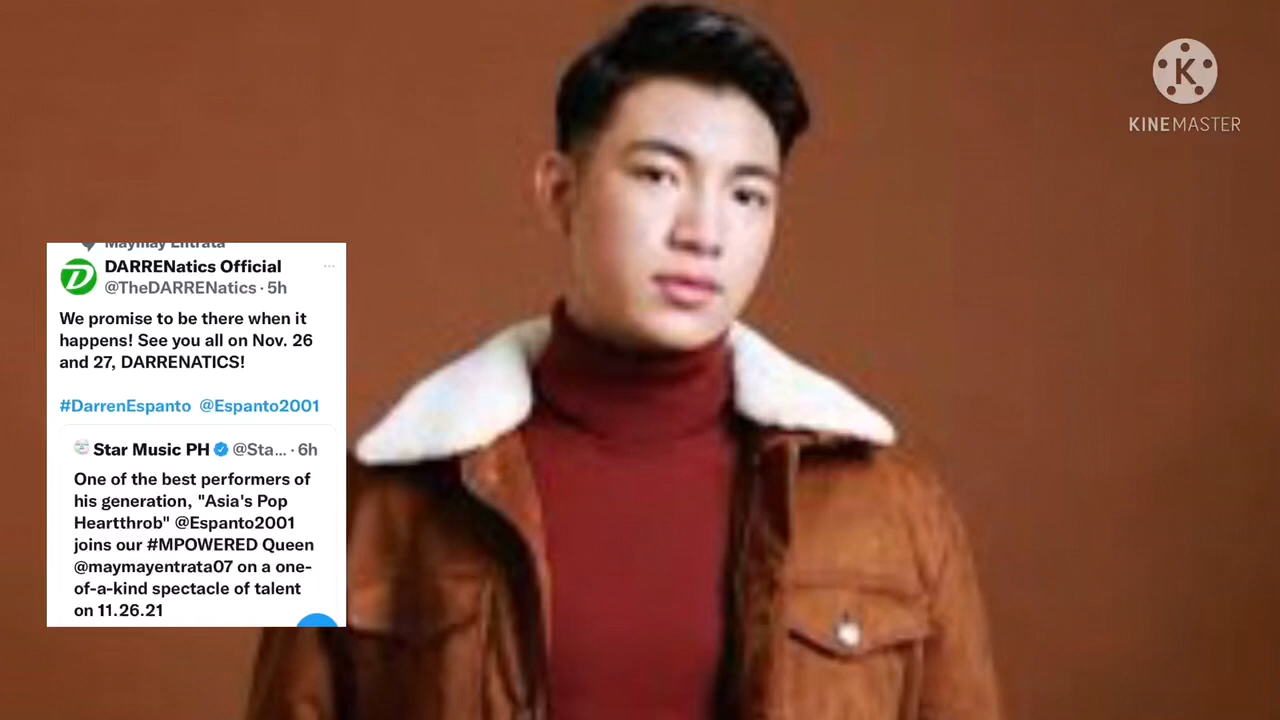 Maymay Entrata
DARRENatics Official
@TheDARRENatics · 5h
We promise to be there when it
happens! See you all on Nov. 26
and 27, DARRENATICS!
#DarrenEspanto @Espanto2001
Star Music PH @Sta... · 6h
One of the best performers of
his generation, "Asia's Pop
Heartthrob" @Espanto2001
joins our #MPOWERED Queen
@maymayentrata07 on a one-
of-a-kind spectacle of talent
on 11.26.21
K
KINEMASTER